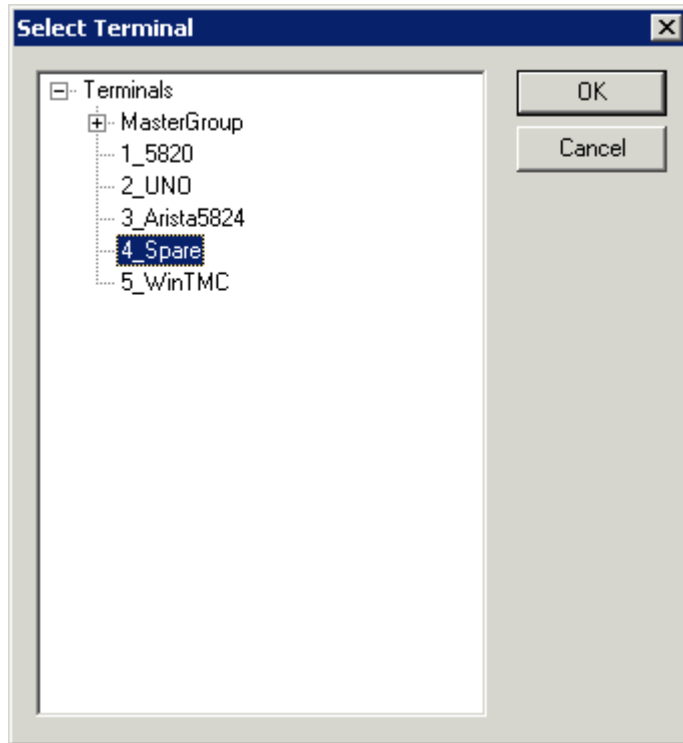 Select Terminal
Terminals
MasterGroup
1_5820
2_UNO
3_Arista5824
4_Spare
5_WinTMC
OK
Cancel